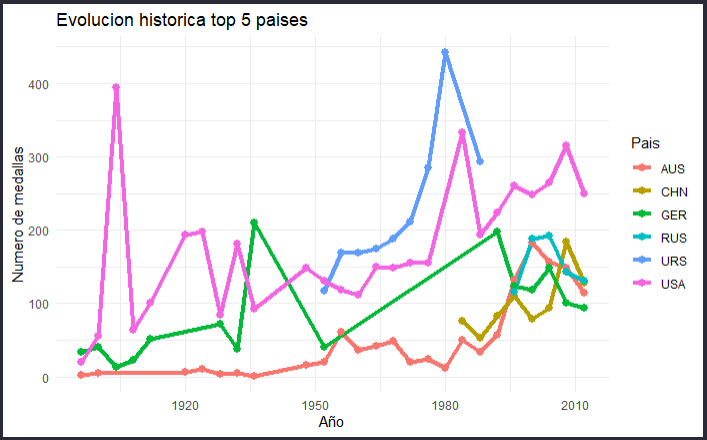 Evolucion historica top 5 paises
Numero de medallas
400
300
200
100
0
1920
1950
1980
2010
Año
Pais
AUS
CHN
GER
RUS
URS
USA